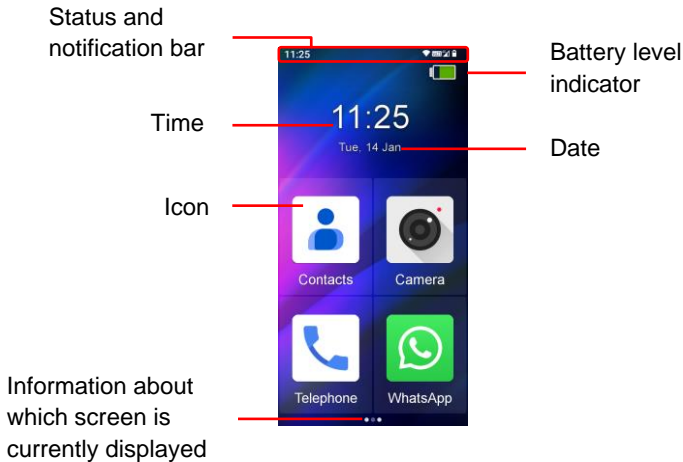 Status and
notification bar
11:25
Battery level
indicator
Time
11:25
Tue, 14 Jan
Date
Icon
Contacts
Camera
Telephone
WhatsApp
Information about
which screen is
currently displayed